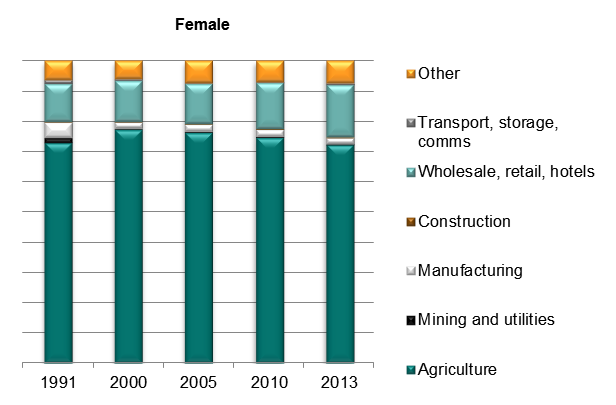 Female
Other
Transport, storage,
comms
Wholesale, retail, hotels
Construction
Manufacturing
Mining and utilities
Agriculture
1991 2000 2005 2010 2013